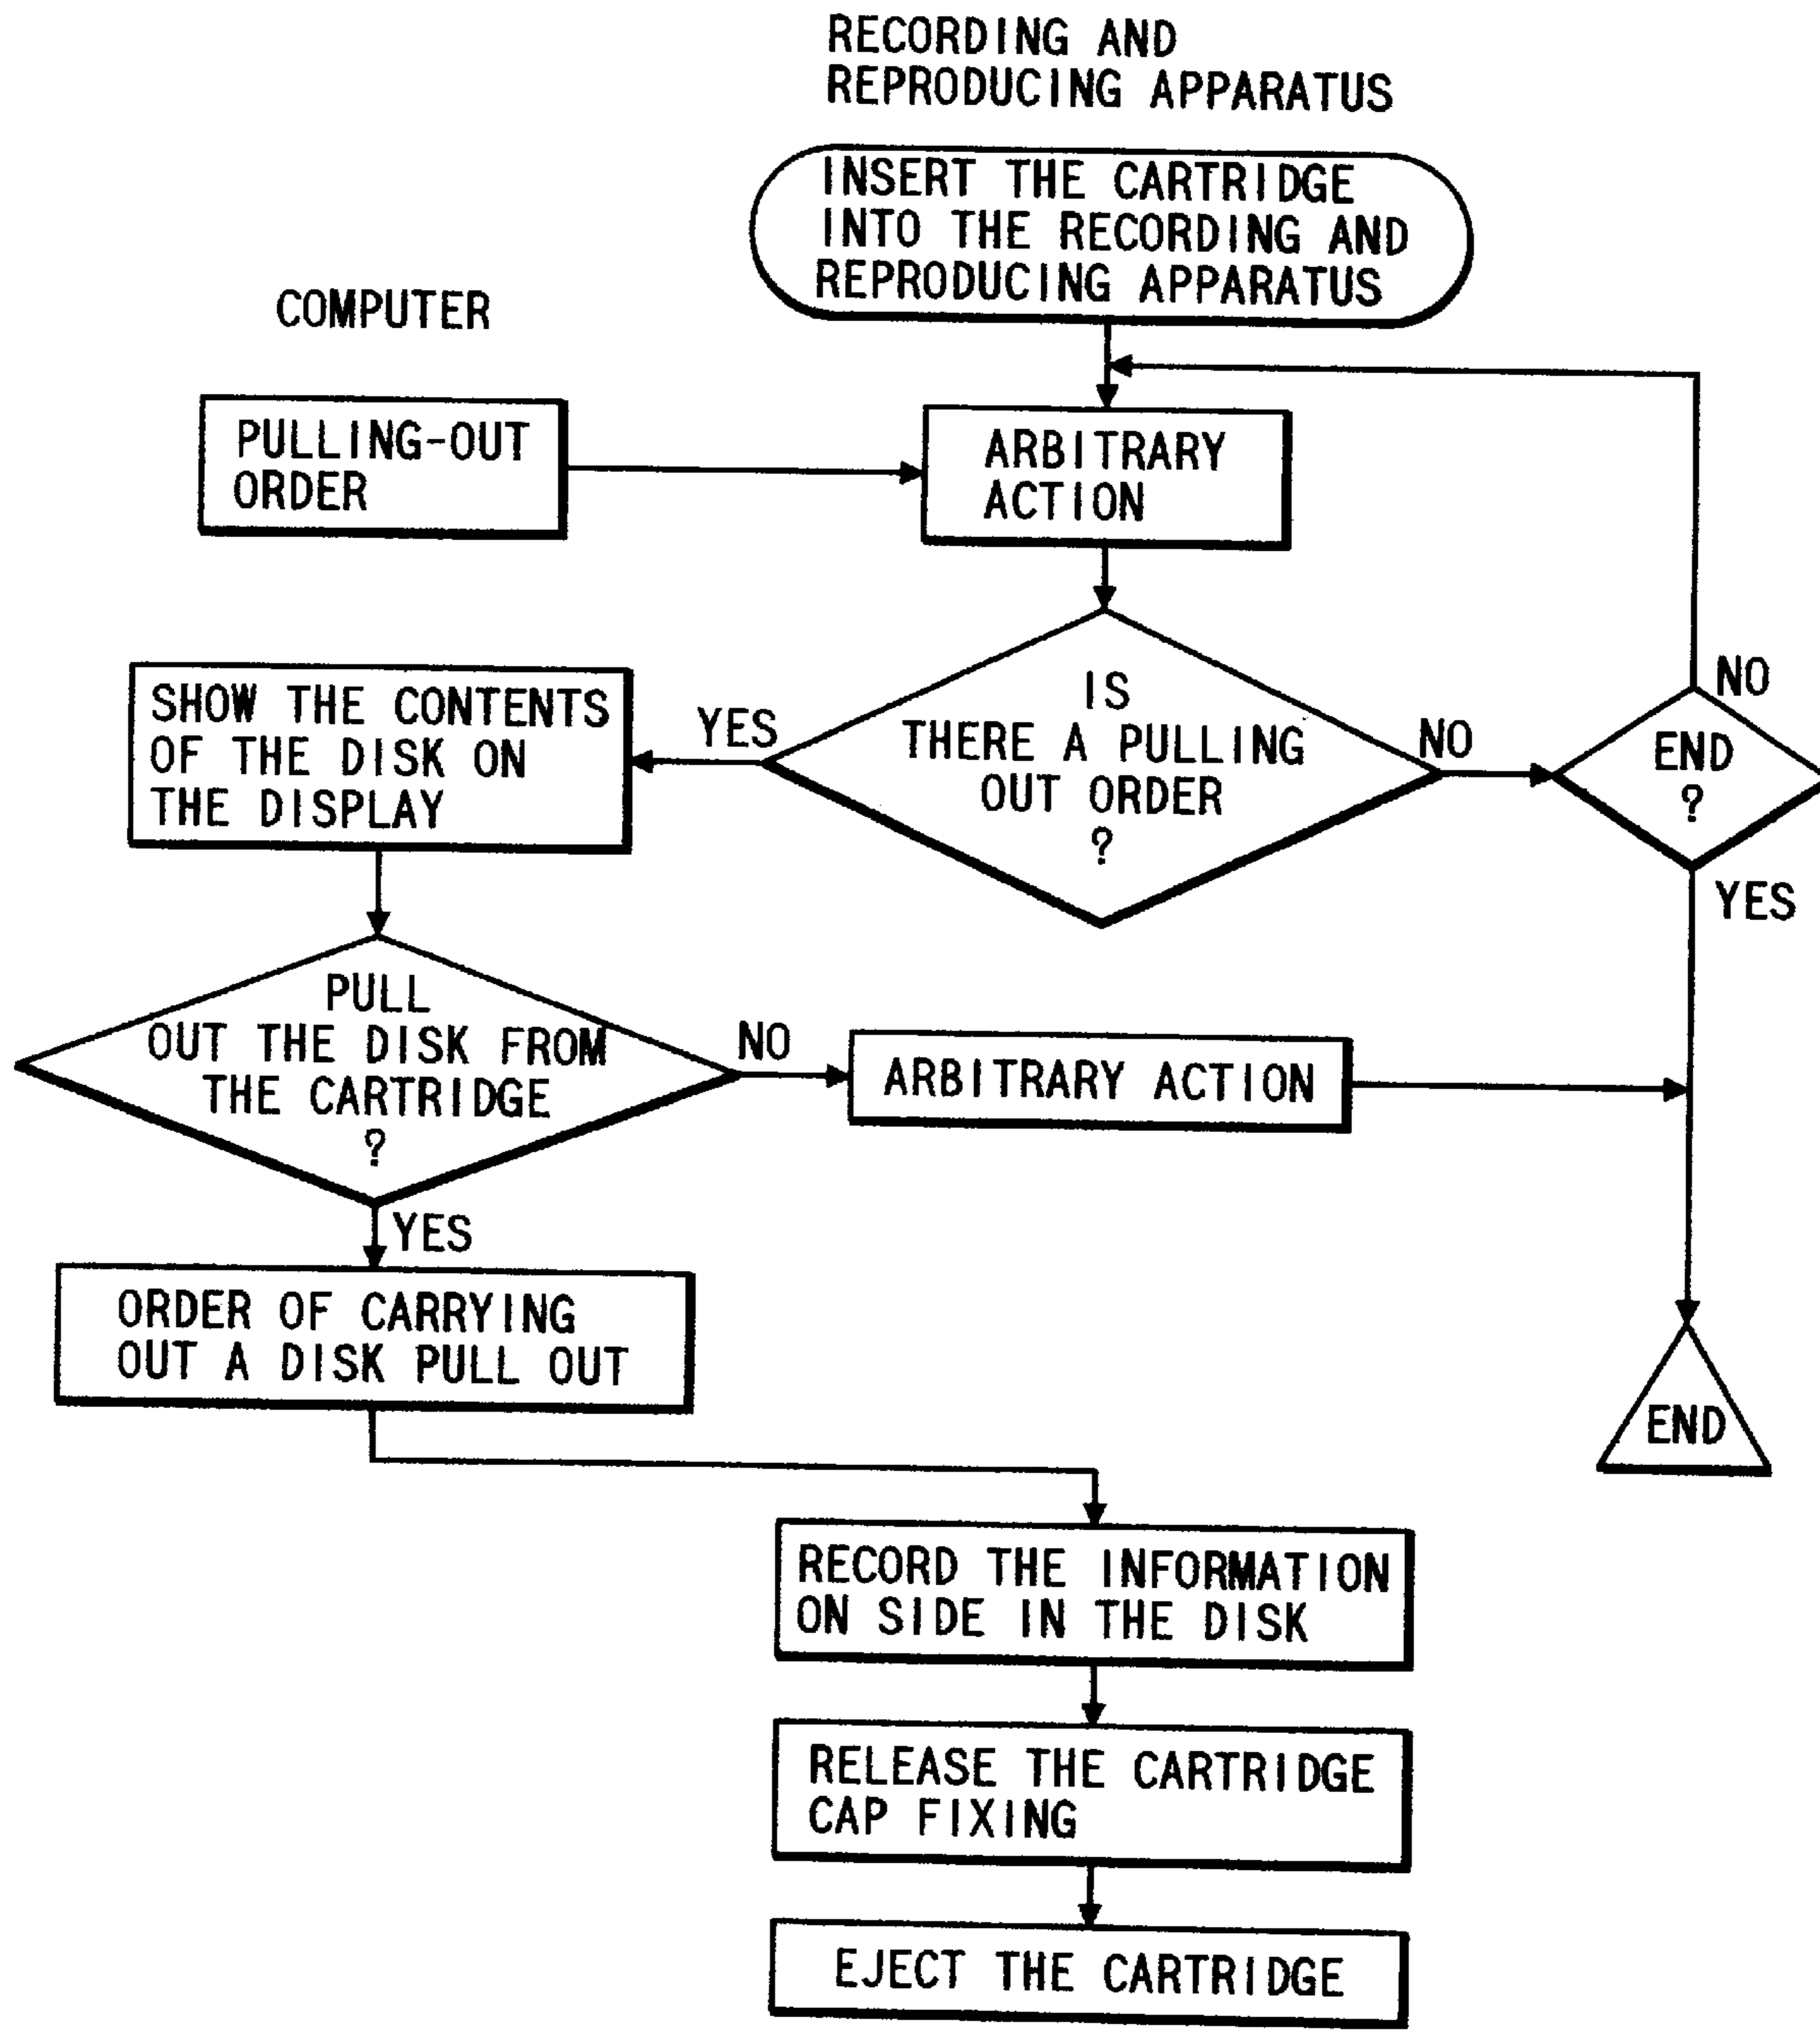 RECORDING AND
REPRODUCING APPARATUS
INSERT THE CARTRIDGE
INTO THE RECORDING AND
REPRODUCING APPARATUS
COMPUTER
PULLING-OUT
ORDER
ARBITRARY
ACTION
SHOW THE CONTENTS
OF THE DISK ON
THE DISPLAY
YES
IS
THERE A PULLING
OUT ORDER
?
NO
END
?
NO
YES
PULL
OUT THE DISK FROM
THE CARTRIDGE
?
NO
ARBITRARY ACTION
YES
ORDER OF CARRYING
OUT A DISK PULL OUT
END
RECORD THE INFORMATION
ON SIDE IN THE DISK
RELEASE THE CARTRIDGE
CAP FIXING
EJECT THE CARTRIDGE